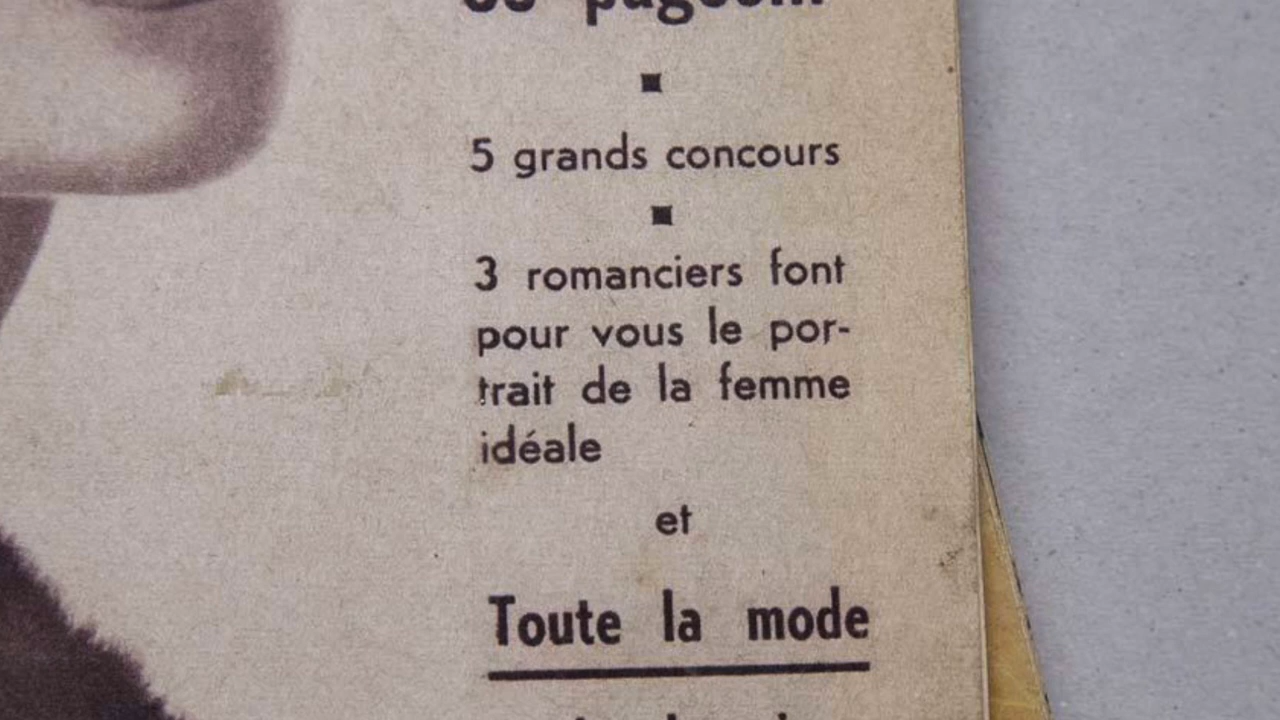 5 grands concours
3 romanciers font
pour vous le por-
trait de la femme
idéale
et
Toute la mode